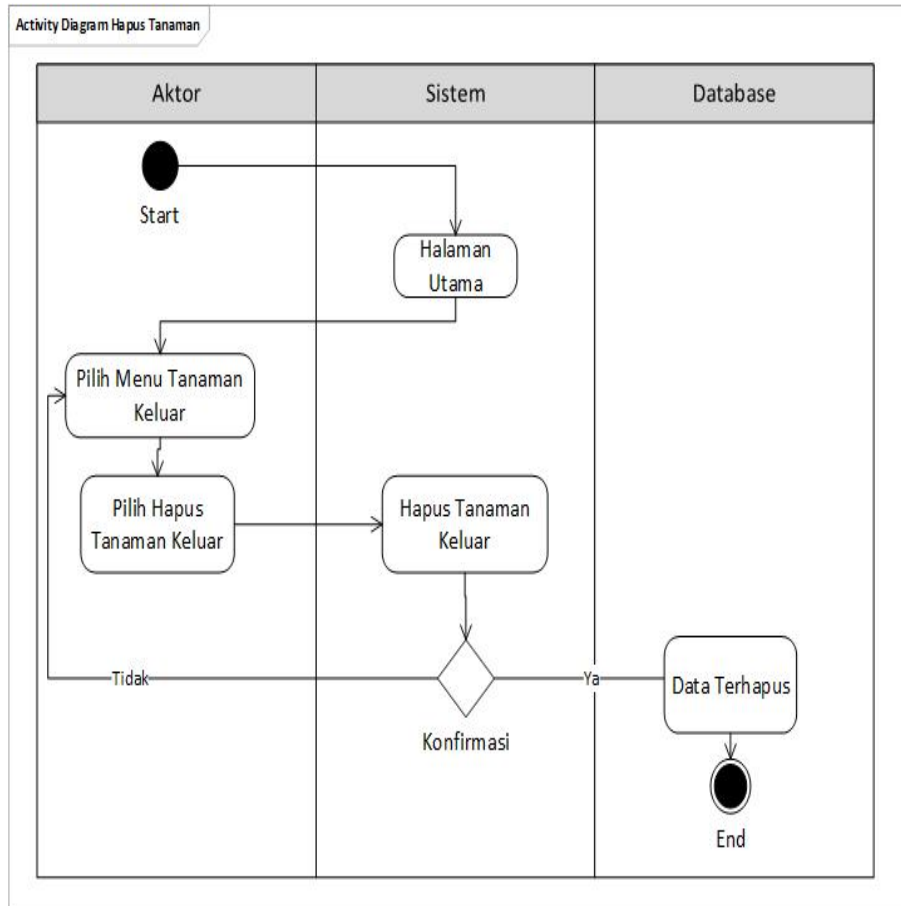 Activity Diagram Hapus Tanaman
Aktor
Sistem
Database
Start
Halaman
Utama
Pilih Menu Tanaman
Keluar
Pilih Hapus
Tanaman Keluar
Hapus Tanaman
Keluar
Tidak
Ya
Data Terhapus
Konfirmasi
End